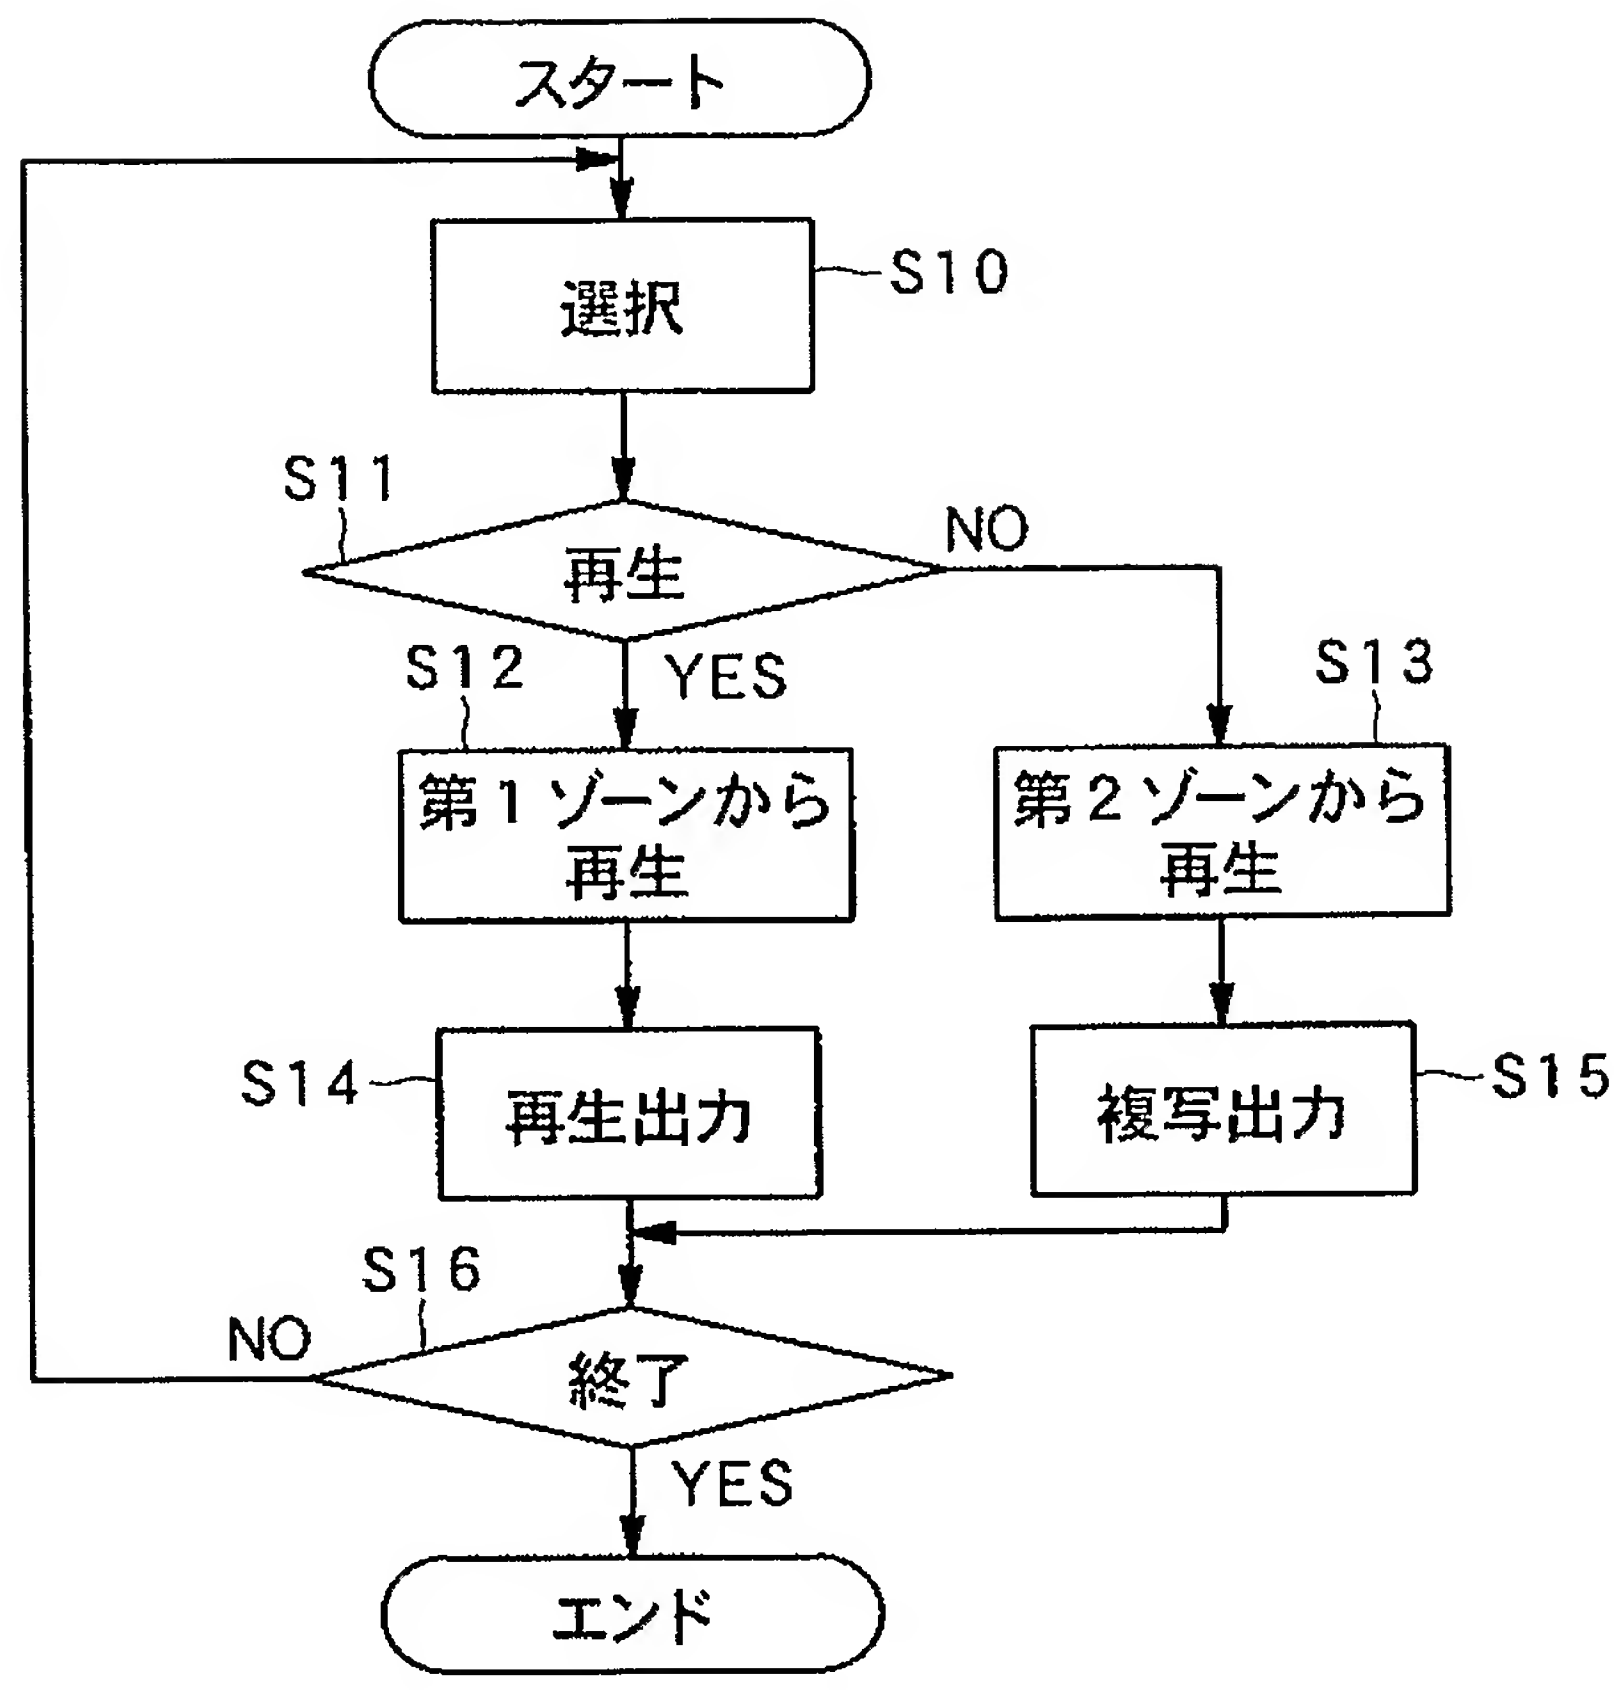 スタート
選択
S10
S11
再生
NO
S12
YES
S13
第1ゾーンから
再生
第2ゾーンから
再生
S14
再生出力
複写出力
S15
S16
NO
終了
YES
エンド